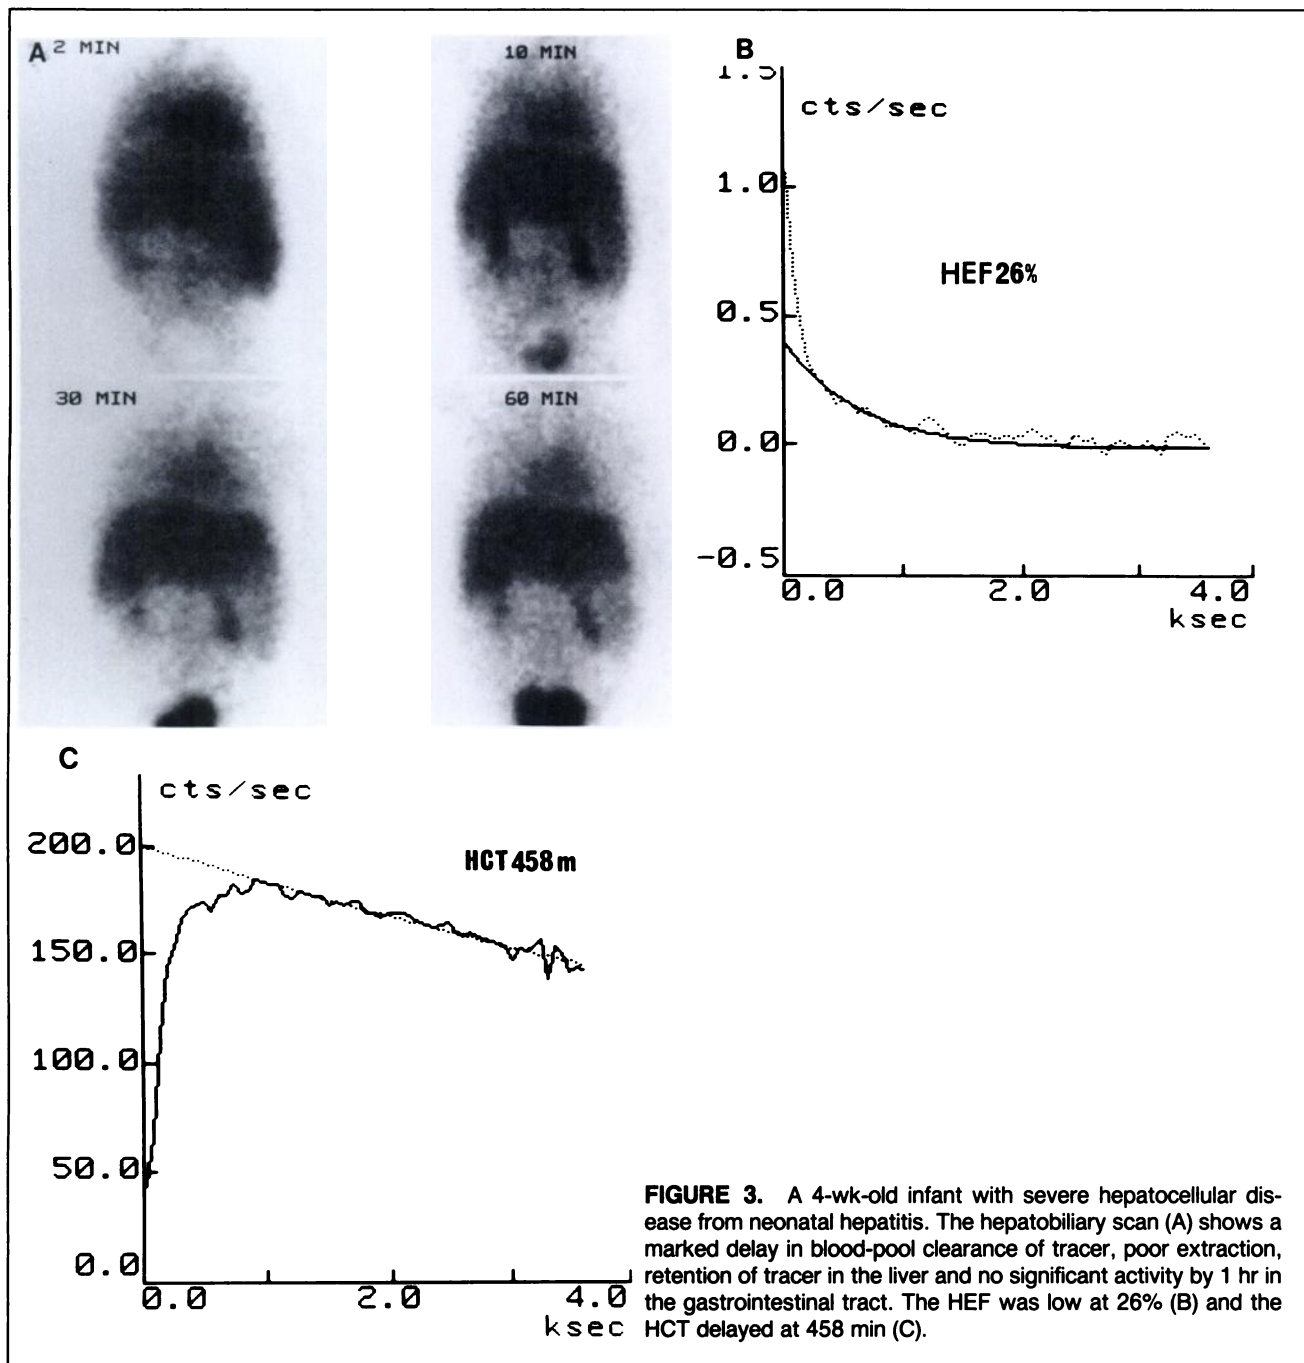 A 2 MIN
10 MIN
30 MIN
60 MIN
B
1.5
cts/sec
1.0
HEF 26%
0.5
0.0
-0.5
0.0 2.0 4.0
ksec
C
cts/sec
200.0
HCT 458 m
150.0
100.0
50.0
0.0
0.0 2.0 4.0
ksec
FIGURE 3. A 4-wk-old infant with severe hepatocellular dis-
ease from neonatal hepatitis. The hepatobiliary scan (A) shows a
marked delay in blood-pool clearance of tracer, poor extraction,
retention of tracer in the liver and no significant activity by 1 hr in
the gastrointestinal tract. The HEF was low at 26% (B) and the
HCT delayed at 458 min (C).